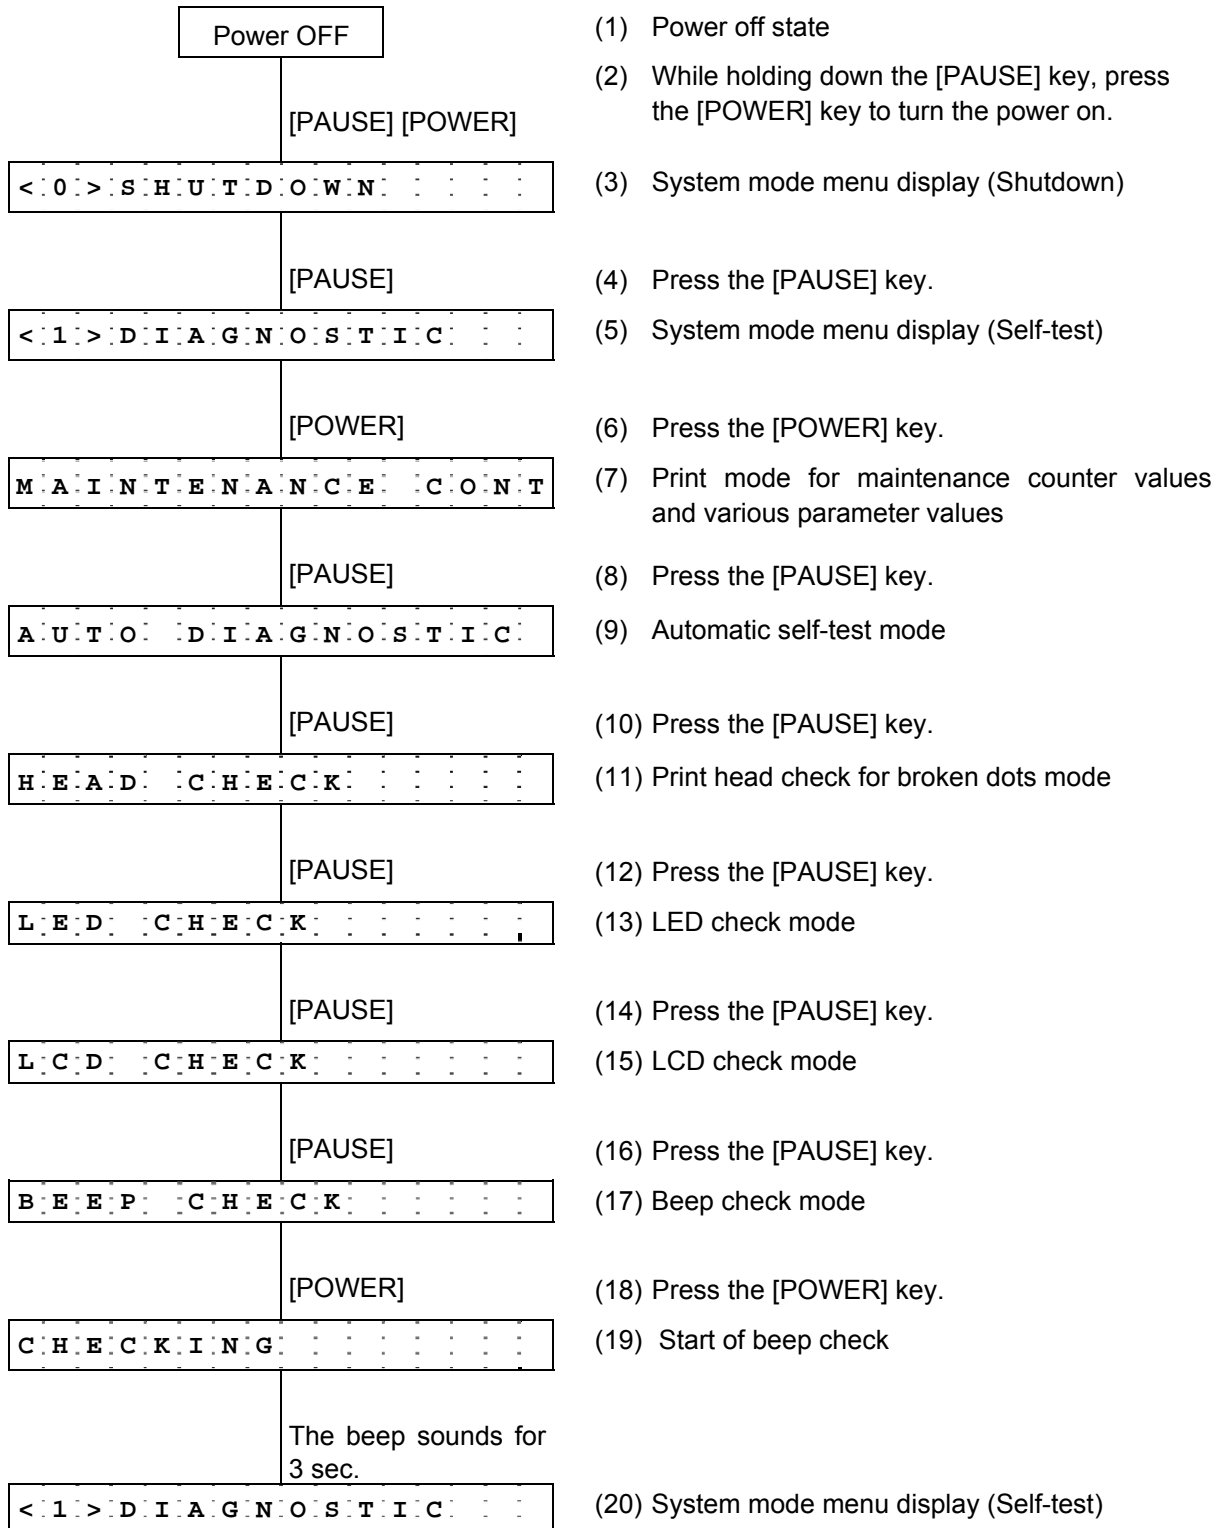 Power OFF
(1) Power off state
[PAUSE] [POWER]
(2) While holding down the [PAUSE] key, press
the [POWER] key to turn the power on.
<0>SHUTDOWN
(3) System mode menu display (Shutdown)
[PAUSE]
(4) Press the [PAUSE] key.
<1>DIAGNOSTIC
(5) System mode menu display (Self-test)
[POWER]
(6) Press the [POWER] key.
MAINTENANCE CONT
(7) Print mode for maintenance counter values
and various parameter values
[PAUSE]
(8) Press the [PAUSE] key.
AUTO DIAGNOSTIC
(9) Automatic self-test mode
[PAUSE]
(10) Press the [PAUSE] key.
HEAD CHECK
(11) Print head check for broken dots mode
[PAUSE]
(12) Press the [PAUSE] key.
LED CHECK
(13) LED check mode
[PAUSE]
(14) Press the [PAUSE] key.
LCD CHECK
(15) LCD check mode
[PAUSE]
(16) Press the [PAUSE] key.
BEEP CHECK
(17) Beep check mode
[POWER]
(18) Press the [POWER] key.
CHECKING
(19) Start of beep check
The beep sounds for
3 sec.
<1>DIAGNOSTIC
(20) System mode menu display (Self-test)